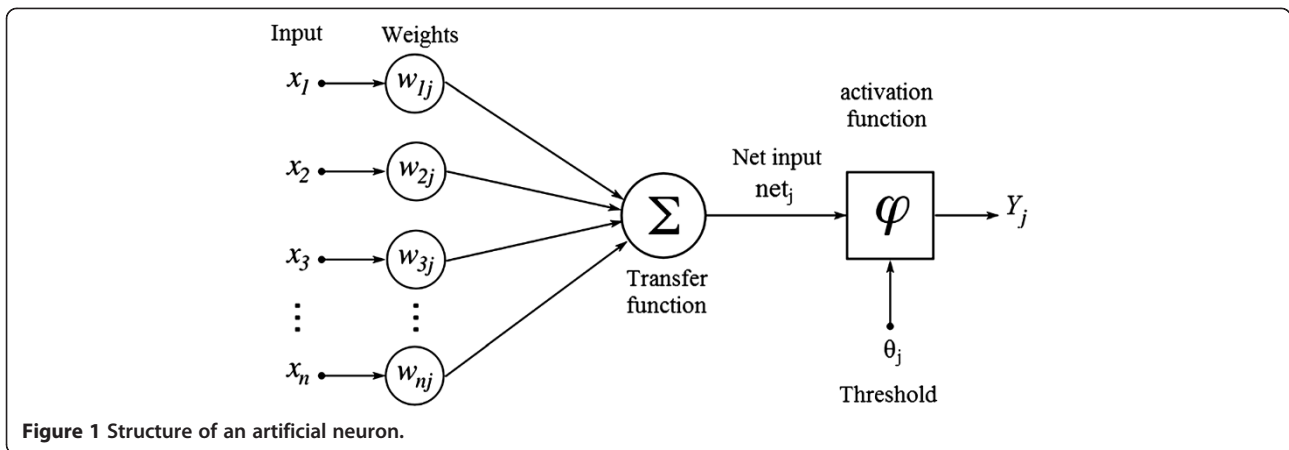 Input Weights
x1 w1j
x2 w2j
x3 w3j
⋮ ⋮
xn wnj
Σ
Transfer
function
Net input
netj
activation
function
φ
Yj
θj
Threshold
Figure 1 Structure of an artificial neuron.